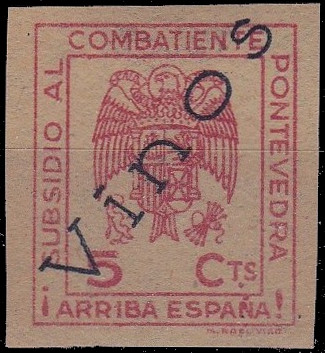 SUBSIDIO AL
COMBATIENTE
PONTEVEDRA
Vinos
5 CTS
¡ARRIBA ESPAÑA!